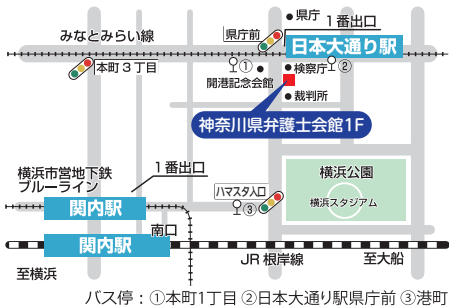 県庁
1番出口
みなとみらい線
県庁前
日本大通り駅
本町3丁目
①
開港記念会館
検察庁
②
裁判所
神奈川県弁護士会館1F
横浜市営地下鉄
ブルーライン
1番出口
関内駅
ハマスタ入口
③
横浜公園
横浜スタジアム
南口
関内駅
至横浜
JR根岸線
至大船
バス停：①本町1丁目 ②日本大通り駅県庁前 ③港町